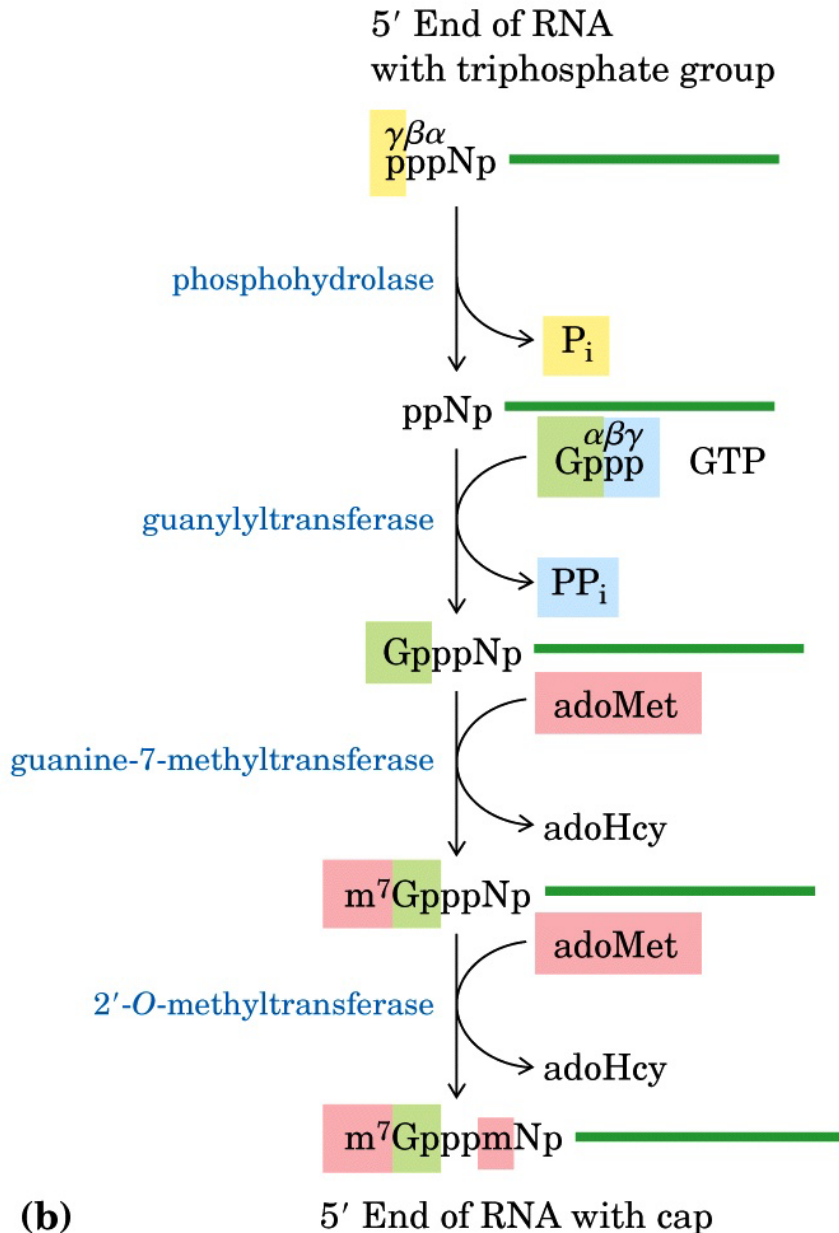 5′ End of RNA
with triphosphate group
γβα
pppNp
phosphohydrolase
Pᵢ
ppNp
αβγ
Gppp GTP
guanylyltransferase
PPᵢ
GpppNp
adoMet
guanine-7-methyltransferase
adoHcy
m⁷GpppNp
adoMet
2′-O-methyltransferase
adoHcy
m⁷GpppmNp
(b) 5′ End of RNA with cap